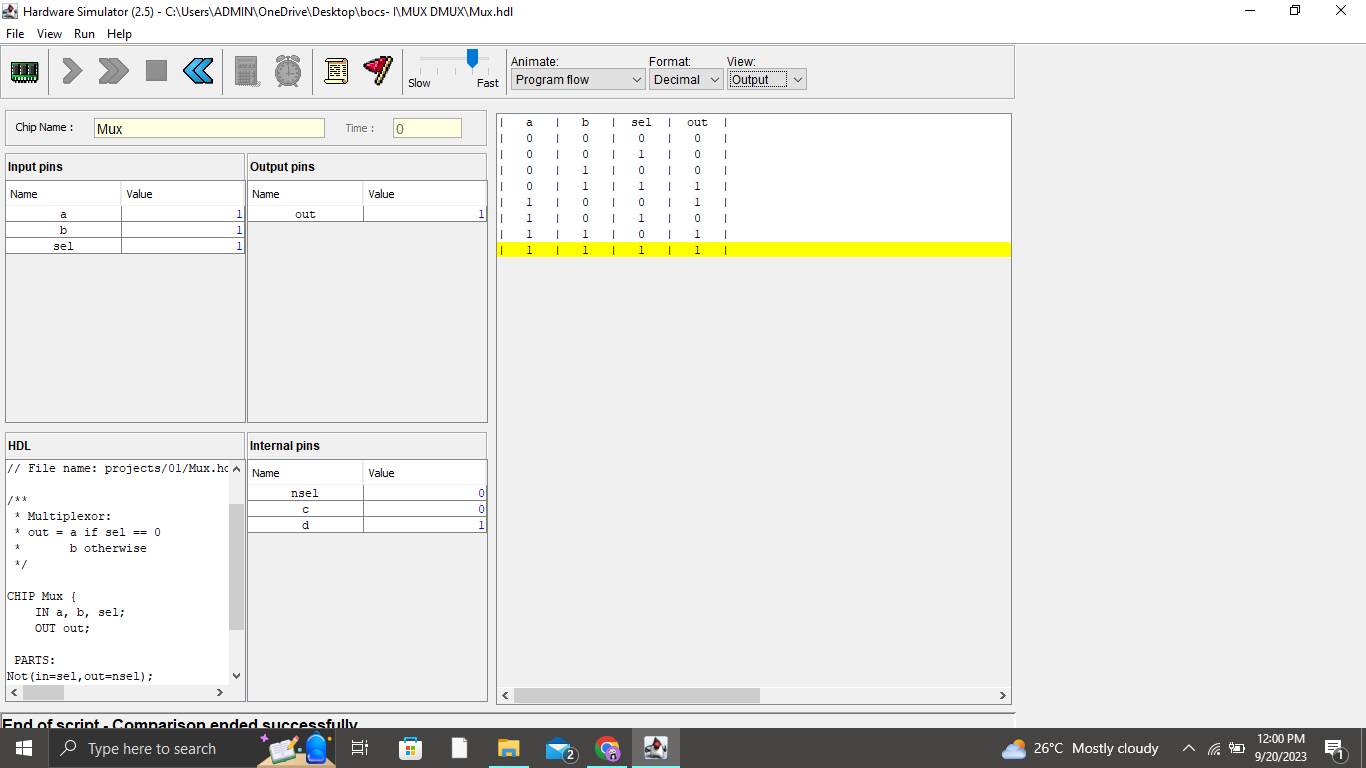 Hardware Simulator (2.5) - C:\Users\ADMIN\OneDrive\Desktop\bocs- I\MUX DMUX\Mux.hdl
File View Run Help
Slow Fast
Animate: Format: View:
Program flow Decimal Output
Chip Name : Mux Time : 0
Input pins
Name Value
a 1
b 1
sel 1
Output pins
Name Value
out 1
HDL
// File name: projects/01/Mux.hd
/**
* Multiplexor:
* out = a if sel == 0
* b otherwise
*/
CHIP Mux {
IN a, b, sel;
OUT out;
PARTS:
Not(in=sel,out=nsel);
Internal pins
Name Value
nsel 0
c 0
d 1
| a | b | sel | out |
| 0 | 0 | 0 | 0 |
| 0 | 0 | 1 | 0 |
| 0 | 1 | 0 | 0 |
| 0 | 1 | 1 | 1 |
| 1 | 0 | 0 | 1 |
| 1 | 0 | 1 | 0 |
| 1 | 1 | 0 | 1 |
| 1 | 1 | 1 | 1 |
End of script - Comparison ended successfully
Type here to search
2
26°C Mostly cloudy
12:00 PM
9/20/2023
1